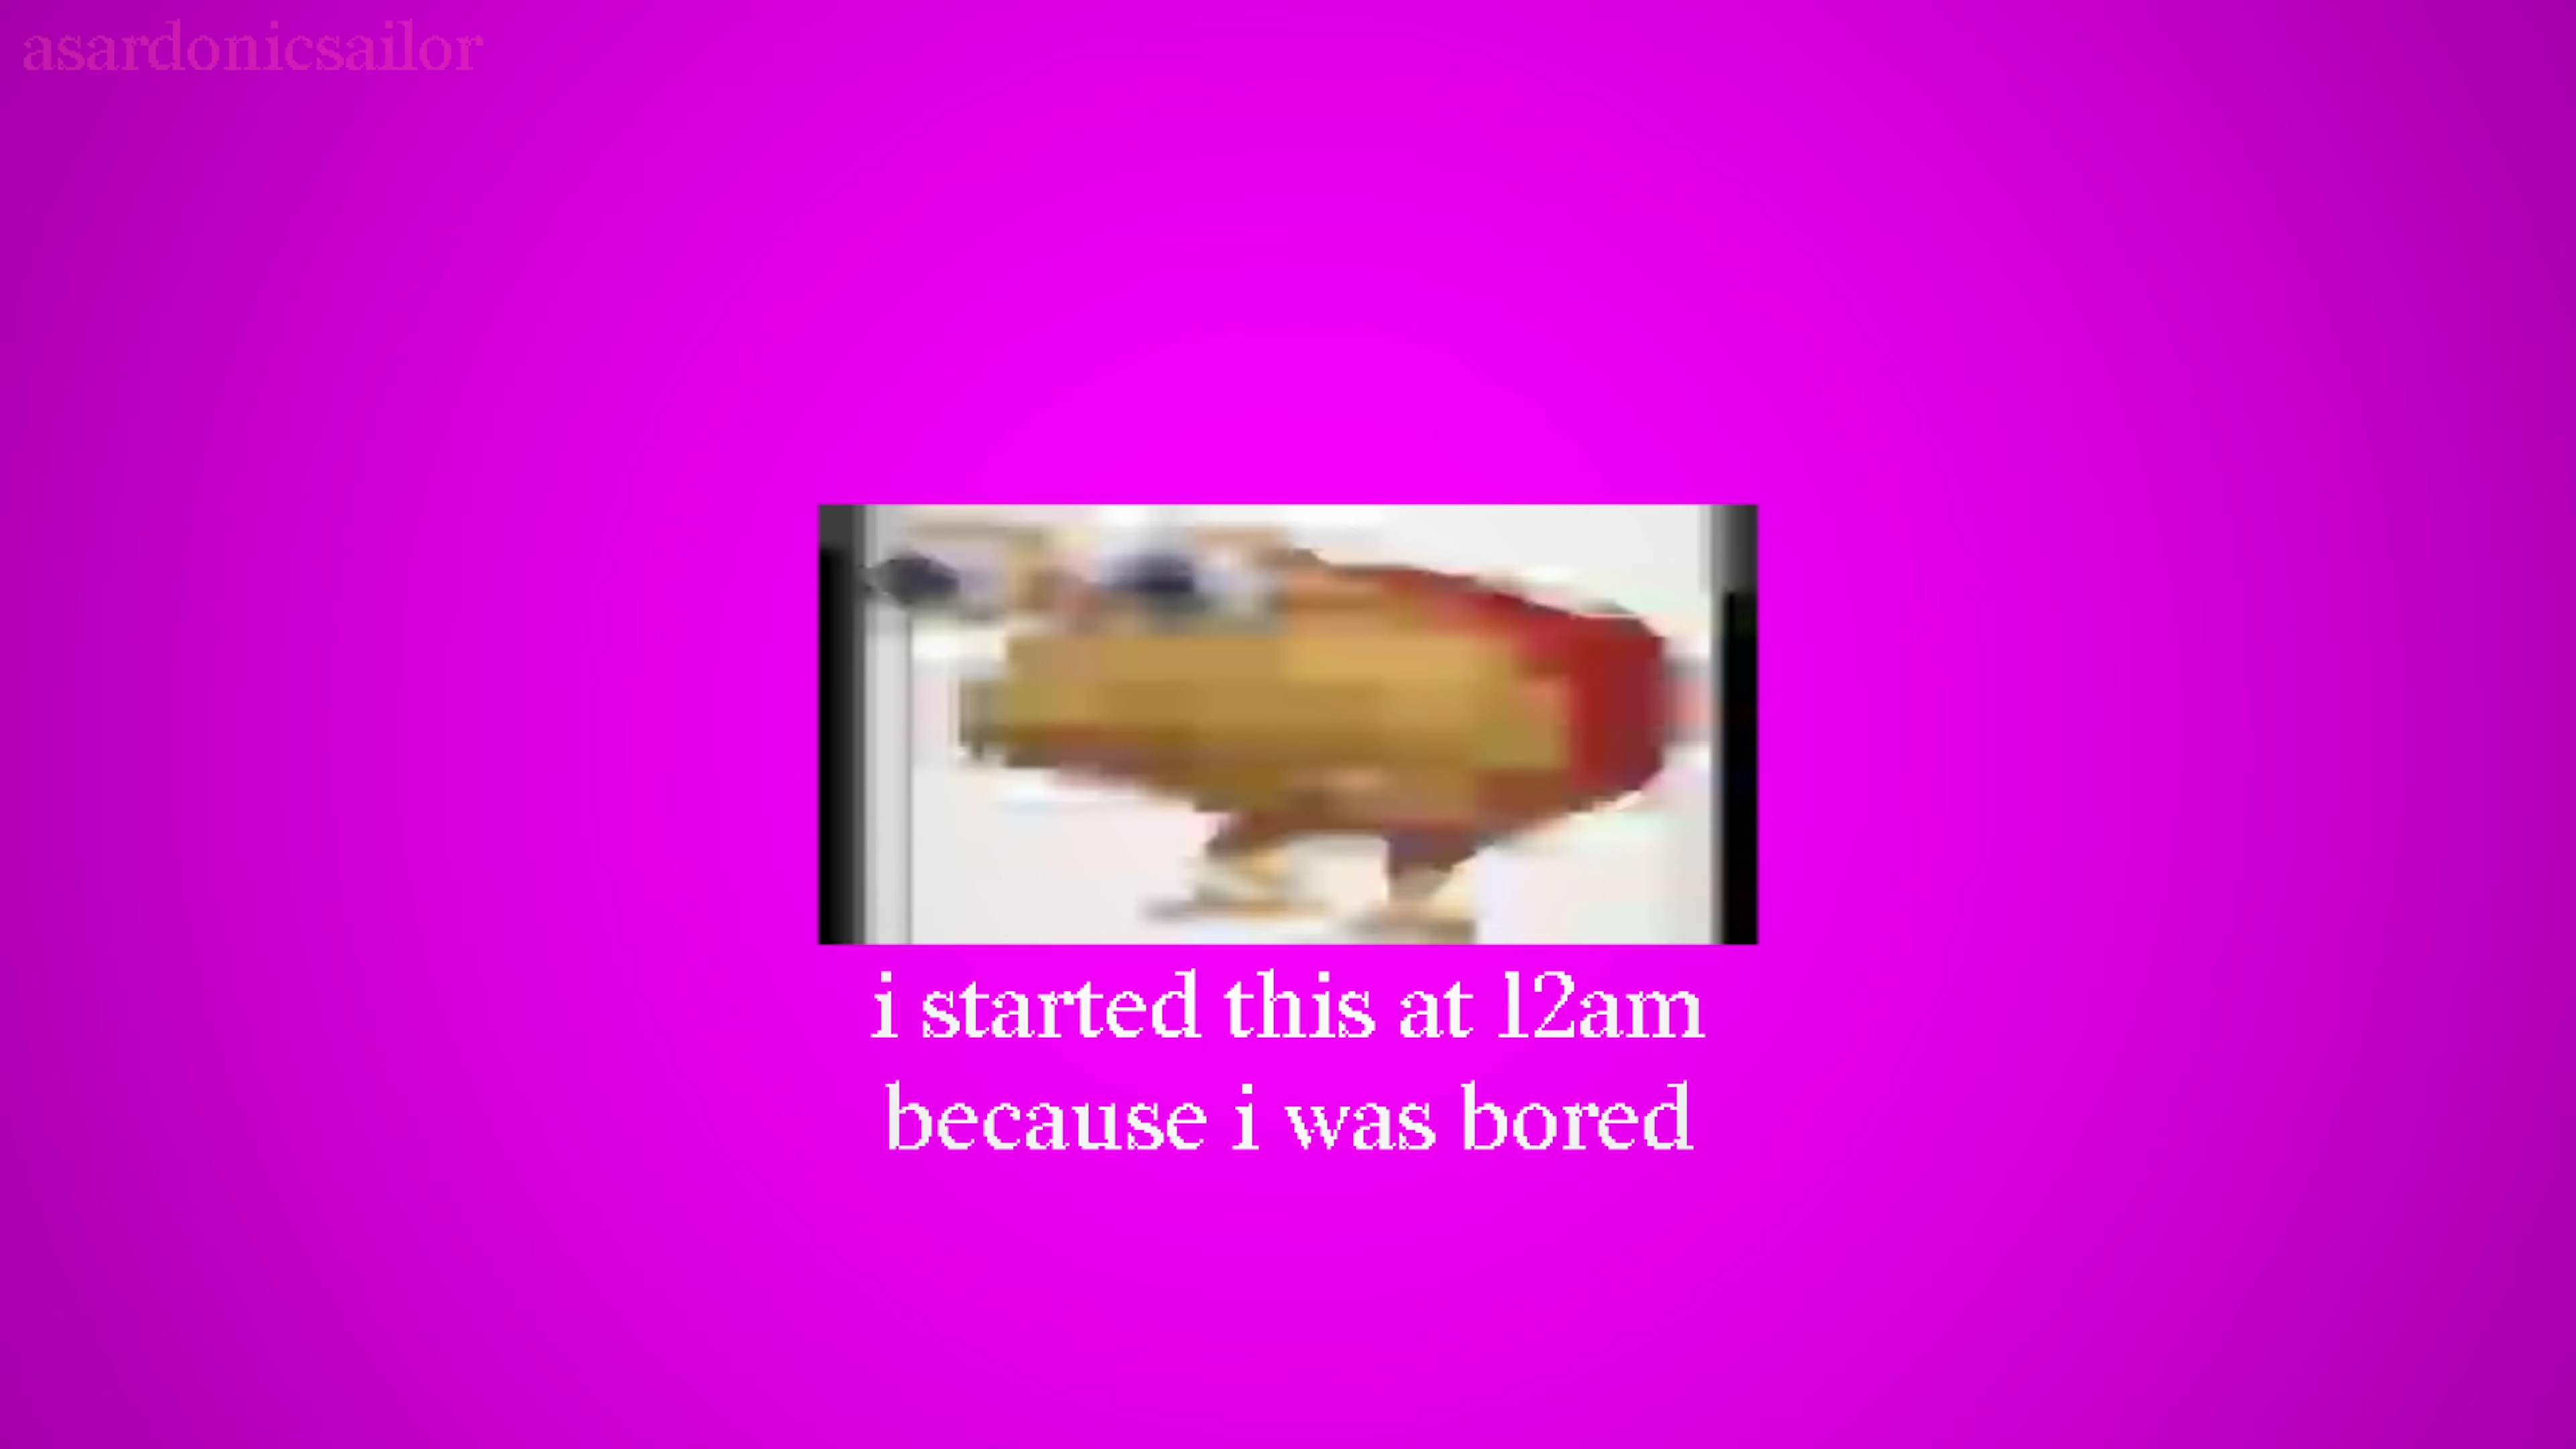 asardonicsailor
i started this at 12am
because i was bored